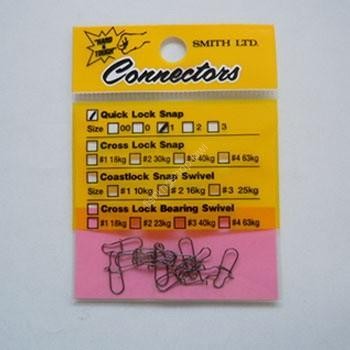 "HARD & TOUGH"
SMITH LTD.
Connectors
Quick Lock Snap
Size 00 0 1 2 3
Cross Lock Snap
#1 18kg #2 30kg #3 40kg #4 63kg
Coastlock Snap Swivel
Size #1 10kg #2 16kg #3 25kg
Cross Lock Bearing Swivel
#1 18kg #2 23kg #3 40kg #4 63kg